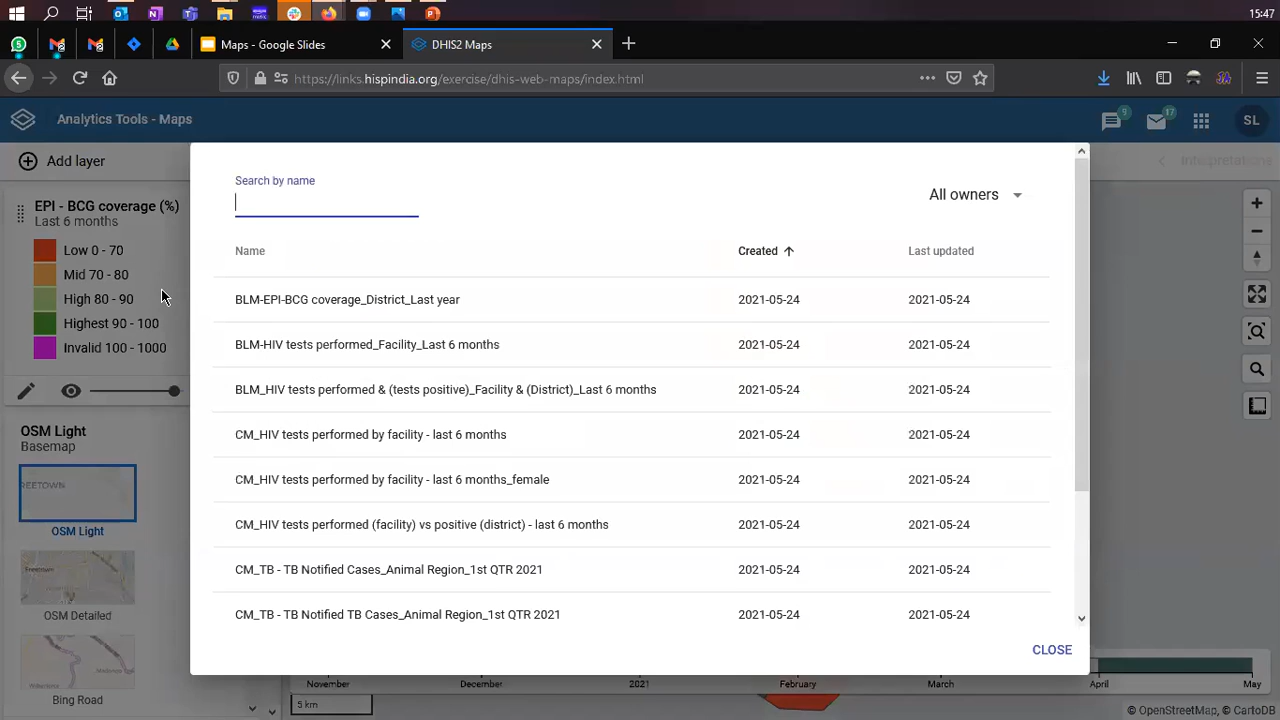 15:47
Maps - Google Slides
DHIS2 Maps
https://links.hispindia.org/exercise/dhis-web-maps/index.html
Analytics Tools - Maps
9
17
SL
Add layer
Interpretations
EPI - BCG coverage (%)
Last 6 months
Low 0 - 70
Mid 70 - 80
High 80 - 90
Highest 90 - 100
Invalid 100 - 1000
OSM Light
Basemap
REETOWN
OSM Light
Freetown
OSM Detailed
Bing Road
Search by name
All owners
Name Created Last updated
BLM-EPI-BCG coverage_District_Last year 2021-05-24 2021-05-24
BLM-HIV tests performed_Facility_Last 6 months 2021-05-24 2021-05-24
BLM_HIV tests performed & (tests positive)_Facility & (District)_Last 6 months 2021-05-24 2021-05-24
CM_HIV tests performed by facility - last 6 months 2021-05-24 2021-05-24
CM_HIV tests performed by facility - last 6 months_female 2021-05-24 2021-05-24
CM_HIV tests performed (facility) vs positive (district) - last 6 months 2021-05-24 2021-05-24
CM_TB - TB Notified Cases_Animal Region_1st QTR 2021 2021-05-24 2021-05-24
CM_TB - TB Notified TB Cases_Animal Region_1st QTR 2021 2021-05-24 2021-05-24
CLOSE
November December 2021 February March April May
5 km
© OpenStreetMap, © CartoDB